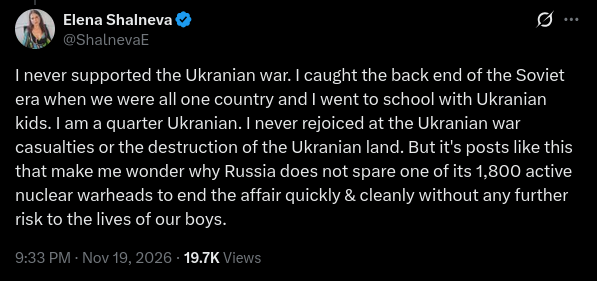 Elena Shalneva
@ShalnevaE
I never supported the Ukranian war. I caught the back end of the Soviet
era when we were all one country and I went to school with Ukranian
kids. I am a quarter Ukranian. I never rejoiced at the Ukranian war
casualties or the destruction of the Ukranian land. But it's posts like this
that make me wonder why Russia does not spare one of its 1,800 active
nuclear warheads to end the affair quickly & cleanly without any further
risk to the lives of our boys.
9:33 PM · Nov 19, 2026 · 19.7K Views